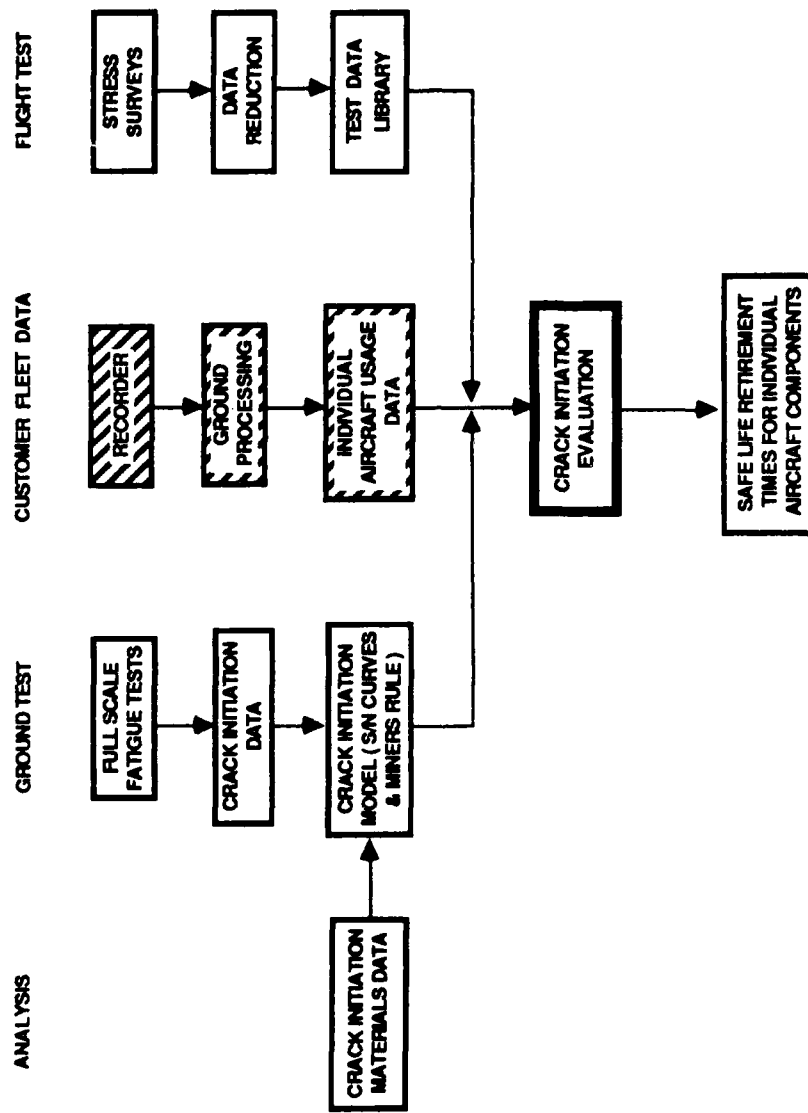 ANALYSIS
GROUND TEST
CUSTOMER FLEET DATA
FLIGHT TEST
FULL SCALE
FATIGUE TESTS
CRACK INITIATION
DATA
CRACK INITIATION
MODEL ( S/N CURVES
& MINERS RULE )
CRACK INITIATION
MATERIALS DATA
RECORDER
GROUND
PROCESSING
INDIVIDUAL
AIRCRAFT USAGE
DATA
STRESS
SURVEYS
DATA
REDUCTION
TEST DATA
LIBRARY
CRACK INITIATION
EVALUATION
SAFE LIFE RETIREMENT
TIMES FOR INDIVIDUAL
AIRCRAFT COMPONENTS